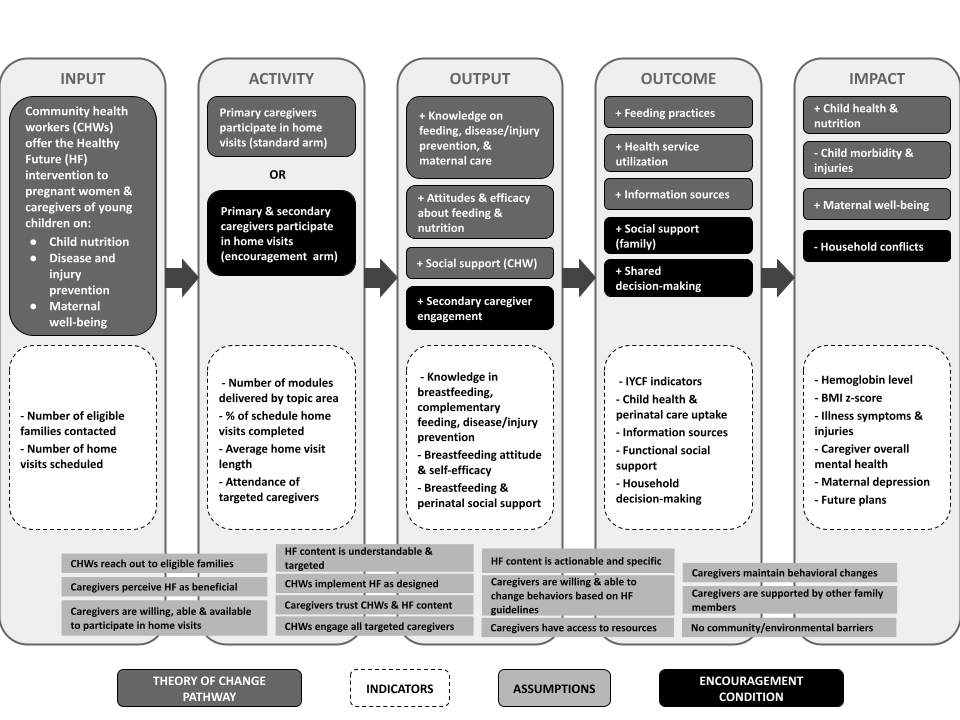 INPUT
Community health
workers (CHWs)
offer the Healthy
Future (HF)
intervention to
pregnant women &
caregivers of young
children on:
● Child nutrition
● Disease and
injury
prevention
● Maternal
well-being
- Number of eligible
families contacted
- Number of home
visits scheduled
ACTIVITY
Primary caregivers
participate in home
visits (standard arm)
OR
Primary & secondary
caregivers participate
in home visits
(encouragement arm)
- Number of modules
delivered by topic area
- % of schedule home
visits completed
- Average home visit
length
- Attendance of
targeted caregivers
OUTPUT
+ Knowledge on
feeding, disease/injury
prevention, &
maternal care
+ Attitudes & efficacy
about feeding &
nutrition
+ Social support (CHW)
+ Secondary caregiver
engagement
- Knowledge in
breastfeeding,
complementary
feeding, disease/injury
prevention
- Breastfeeding attitude
& self-efficacy
- Breastfeeding &
perinatal social support
OUTCOME
+ Feeding practices
+ Health service
utilization
+ Information sources
+ Social support
(family)
+ Shared
decision-making
- IYCF indicators
- Child health &
perinatal care uptake
- Information sources
- Functional social
support
- Household
decision-making
IMPACT
+ Child health &
nutrition
- Child morbidity &
injuries
+ Maternal well-being
- Household conflicts
- Hemoglobin level
- BMI z-score
- Illness symptoms &
injuries
- Caregiver overall
mental health
- Maternal depression
- Future plans
CHWs reach out to eligible families
Caregivers perceive HF as beneficial
Caregivers are willing, able & available
to participate in home visits
HF content is understandable &
targeted
CHWs implement HF as designed
Caregivers trust CHWs & HF content
CHWs engage all targeted caregivers
HF content is actionable and specific
Caregivers are willing & able to
change behaviors based on HF
guidelines
Caregivers have access to resources
Caregivers maintain behavioral changes
Caregivers are supported by other family
members
No community/environmental barriers
THEORY OF CHANGE
PATHWAY
INDICATORS
ASSUMPTIONS
ENCOURAGEMENT
CONDITION